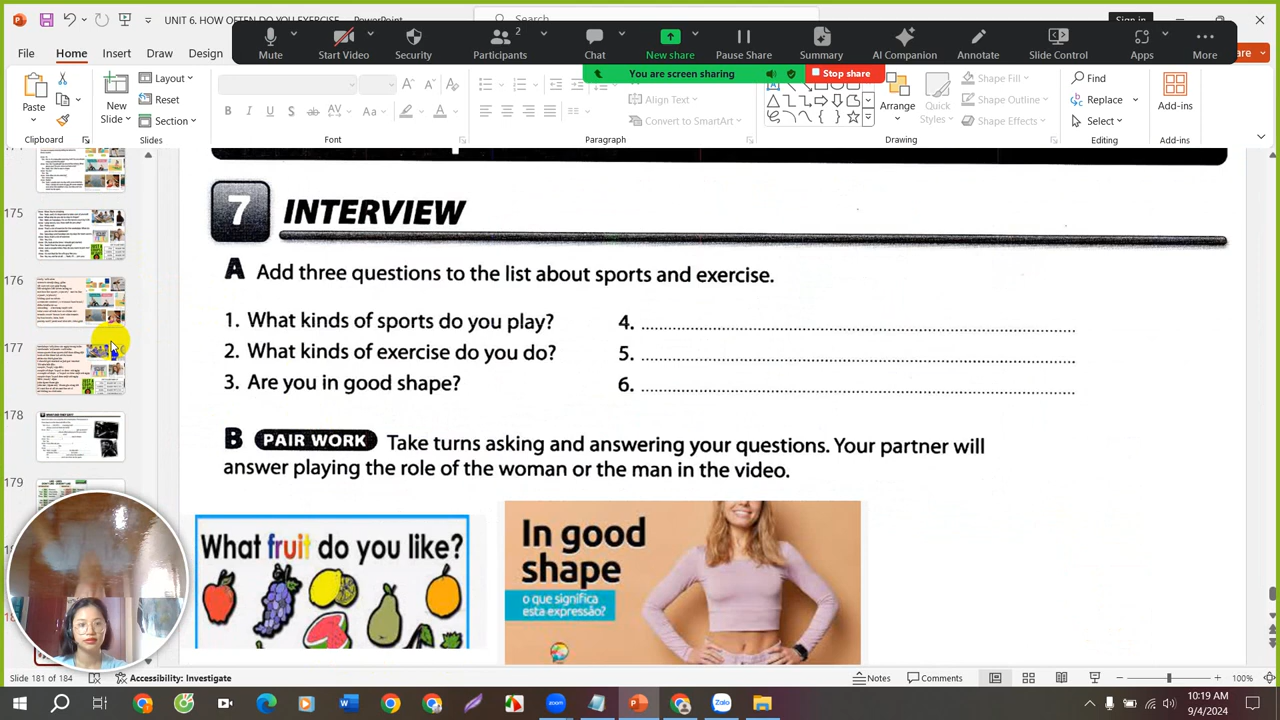 UNIT 6. HOW OFTEN DO YOU EXERCISE - PowerPoint
Search
Sign in
File
Home
Insert
Draw
Design
Mute
Start Video
Security
Participants
2
Chat
New share
Pause Share
Summary
AI Companion
Annotate
Slide Control
Apps
More
You are screen sharing
Stop share
Paste
New
Slide
Layout
Reset
Section
B I U S ab AV Aa A
Align Text
Convert to SmartArt
Arrange
Quick
Styles
Shape Fill
Shape Outline
Shape Effects
Find
Replace
Select
Add-ins
Clipboard
Slides
Font
Paragraph
Drawing
Editing
Add-ins
175
176
177
178
179
7 INTERVIEW
A Add three questions to the list about sports and exercise.
1. What kinds of sports do you play?
2. What kinds of exercise do you do?
3. Are you in good shape?
4.
5.
6.
B PAIR WORK Take turns asking and answering your questions. Your partner will
answer playing the role of the woman or the man in the video.
What fruit do you like?
In good
shape
o que significa
esta expressão?
Slide 181 of 184
Accessibility: Investigate
Notes
Comments
100%
10:19 AM
9/4/2024